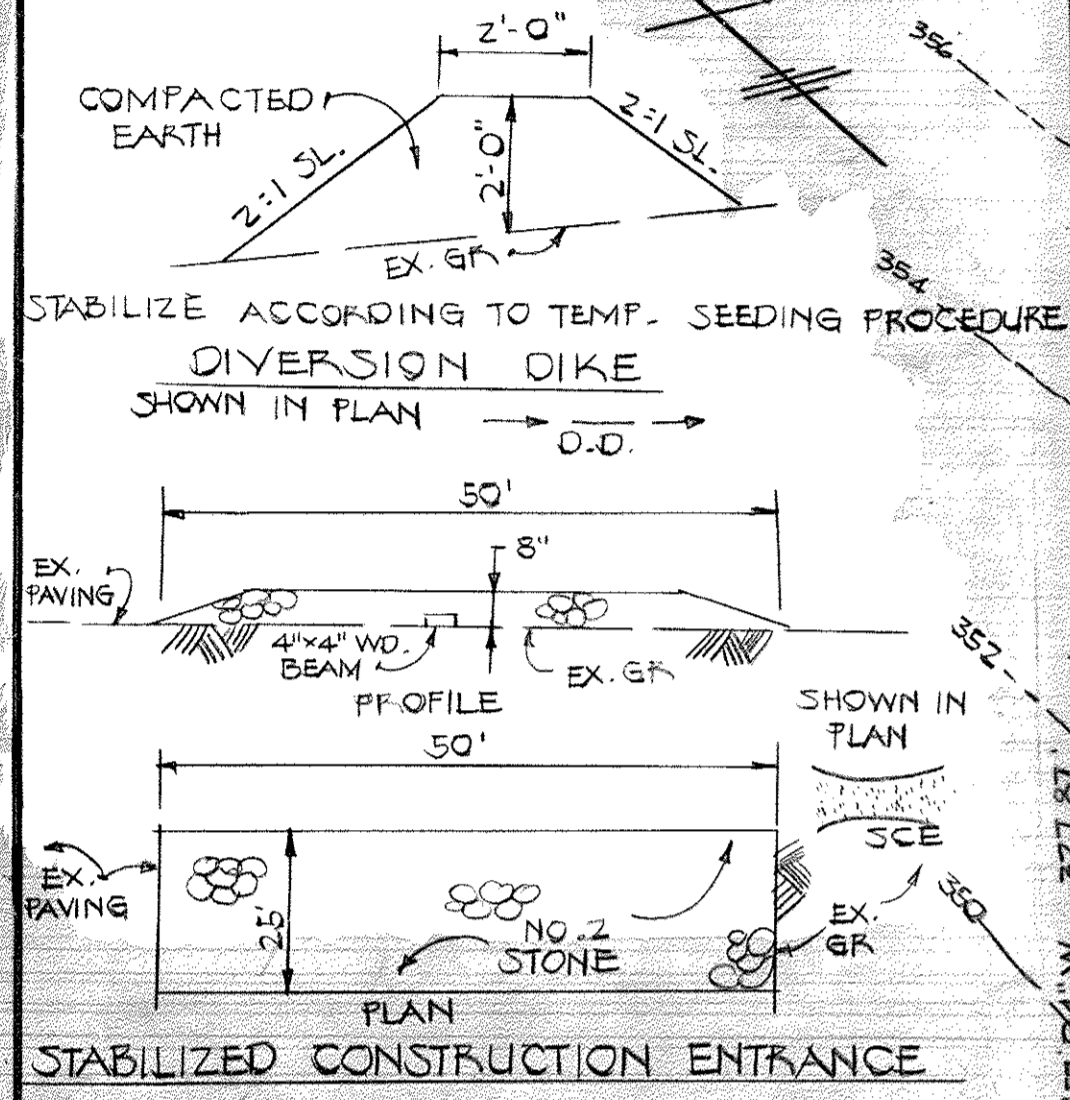 2'-0"
356
COMPACTED
EARTH
2:1 SL.
2'-0"
2:1 SL.
EX. GR
354
STABILIZE ACCORDING TO TEMP. SEEDING PROCEDURE
DIVERSION DIKE
SHOWN IN PLAN
D.D.
50'
8"
EX.
PAVING
4"x4" WD.
BEAM
EX. GR
352
PROFILE
SHOWN IN
PLAN
50'
SCE
EX.
PAVING
25'
NO. 2
STONE
EX.
GR
350
PLAN
STABILIZED CONSTRUCTION ENTRANCE